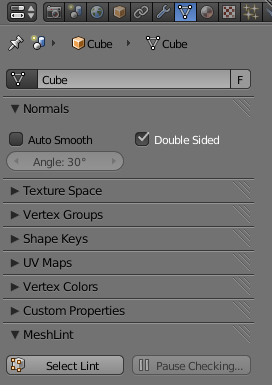 Cube Cube
Cube F
Normals
Auto Smooth Double Sided
Angle: 30°
Texture Space
Vertex Groups
Shape Keys
UV Maps
Vertex Colors
Custom Properties
MeshLint
Select Lint Pause Checking...